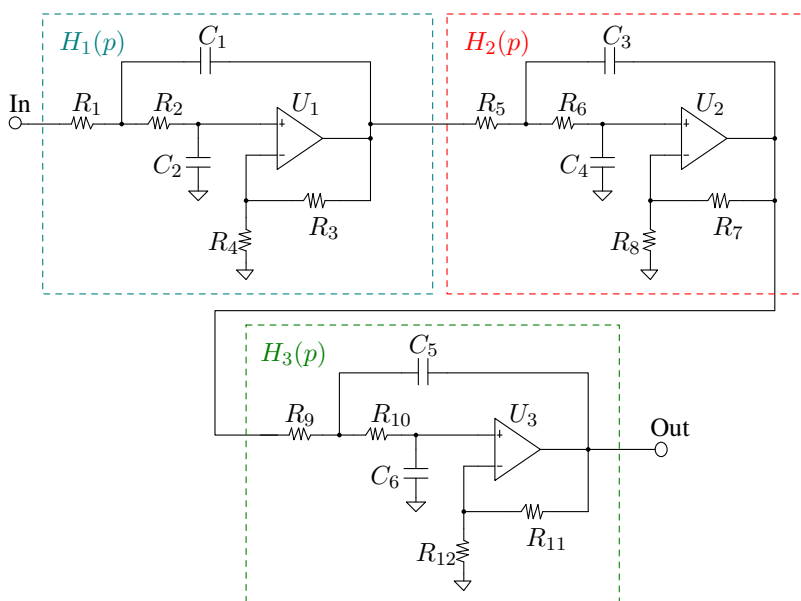 H₁(p)
C₁
In
R₁
R₂
U₁
+
−
C₂
R₃
R₄
H₂(p)
C₃
R₅
R₆
U₂
+
−
C₄
R₇
R₈
H₃(p)
C₅
R₉
R₁₀
U₃
Out
+
−
C₆
R₁₁
R₁₂